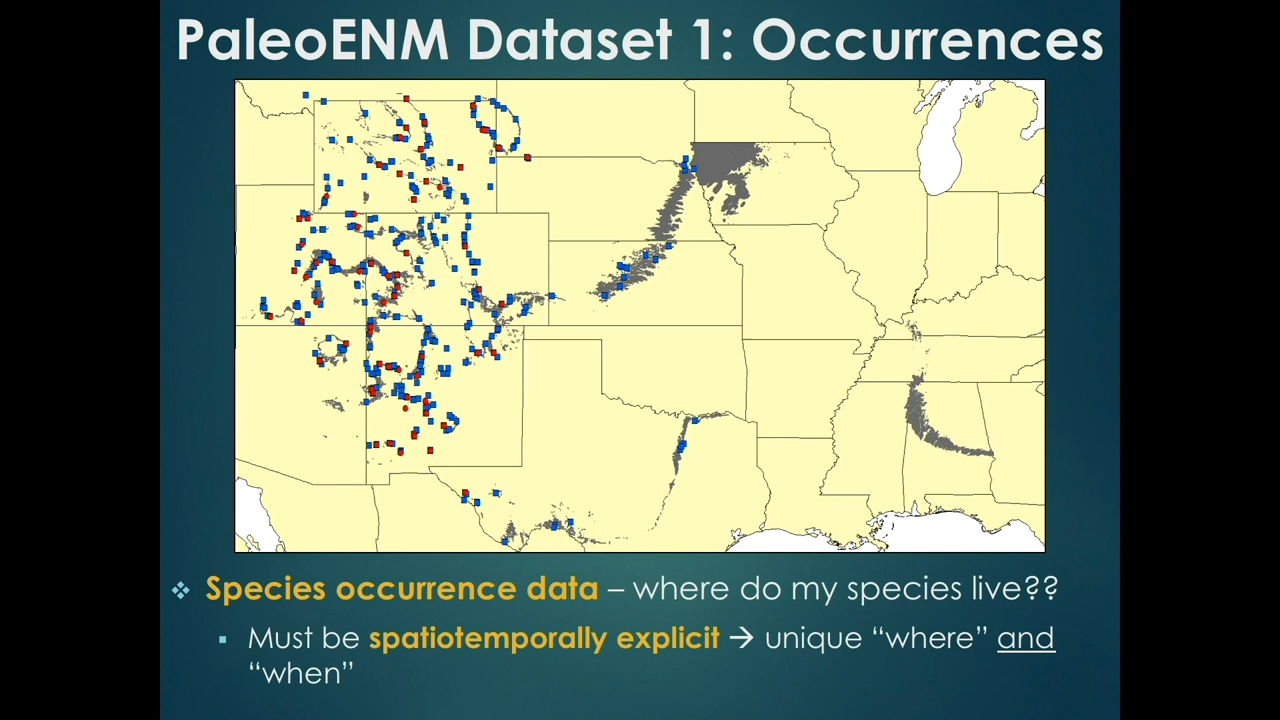 PaleoENM Dataset 1: Occurrences
❖ Species occurrence data – where do my species live??
▪ Must be spatiotemporally explicit → unique “where” and
“when”